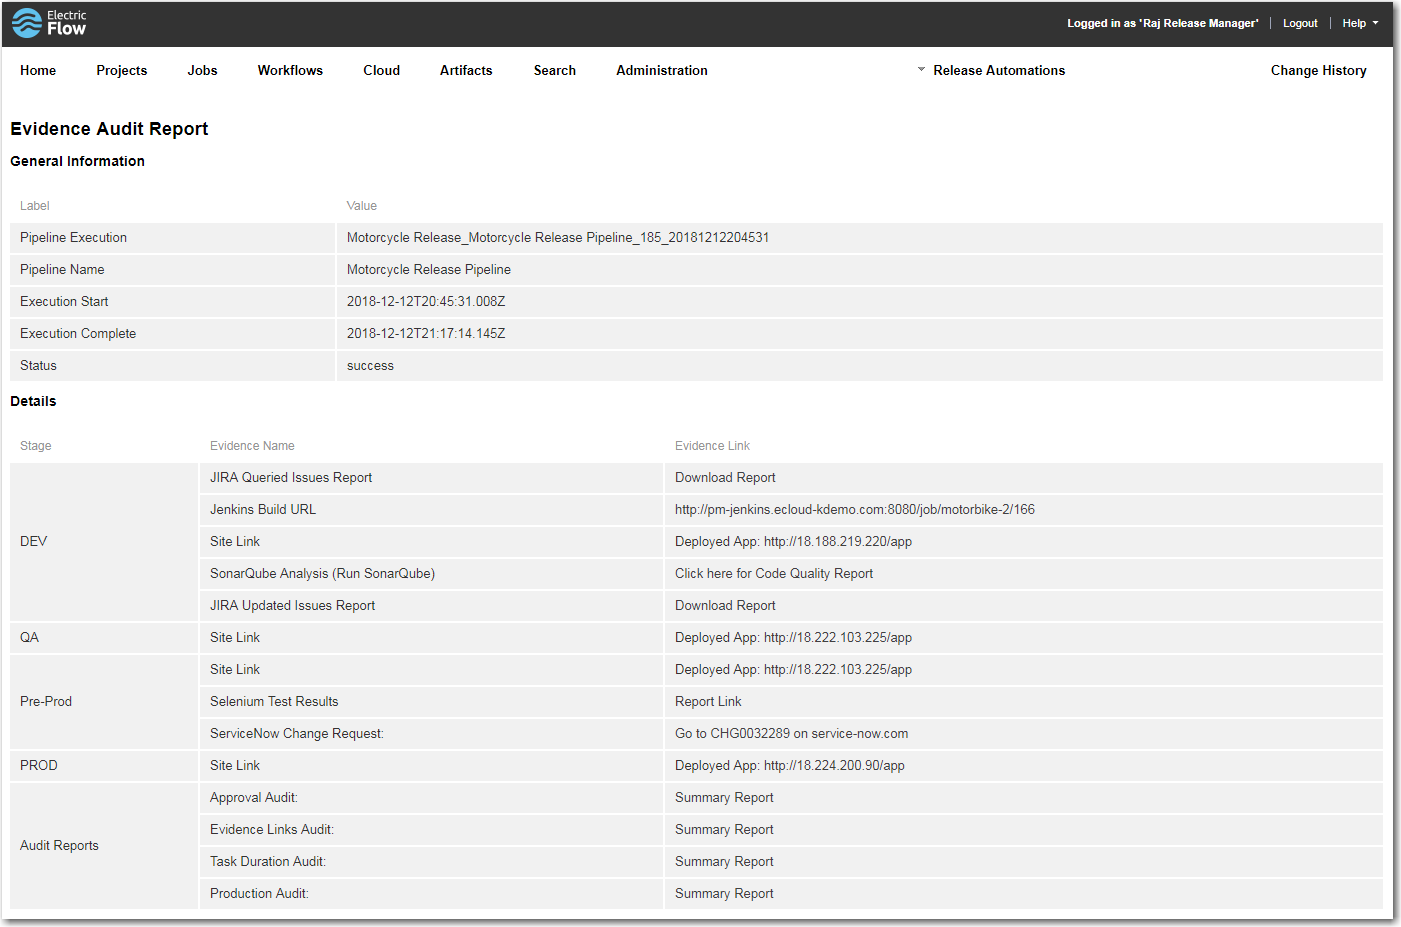 Electric
Flow
Logged in as 'Raj Release Manager' | Logout | Help
Home Projects Jobs Workflows Cloud Artifacts Search Administration Release Automations Change History
Evidence Audit Report
General Information
Label Value
Pipeline Execution Motorcycle Release_Motorcycle Release Pipeline_185_20181212204531
Pipeline Name Motorcycle Release Pipeline
Execution Start 2018-12-12T20:45:31.008Z
Execution Complete 2018-12-12T21:17:14.145Z
Status success
Details
Stage Evidence Name Evidence Link
JIRA Queried Issues Report Download Report
Jenkins Build URL http://pm-jenkins.ecloud-kdemo.com:8080/job/motorbike-2/166
DEV Site Link Deployed App: http://18.188.219.220/app
SonarQube Analysis (Run SonarQube) Click here for Code Quality Report
JIRA Updated Issues Report Download Report
QA Site Link Deployed App: http://18.222.103.225/app
Site Link Deployed App: http://18.222.103.225/app
Pre-Prod Selenium Test Results Report Link
ServiceNow Change Request: Go to CHG0032289 on service-now.com
PROD Site Link Deployed App: http://18.224.200.90/app
Approval Audit: Summary Report
Evidence Links Audit: Summary Report
Audit Reports
Task Duration Audit: Summary Report
Production Audit: Summary Report